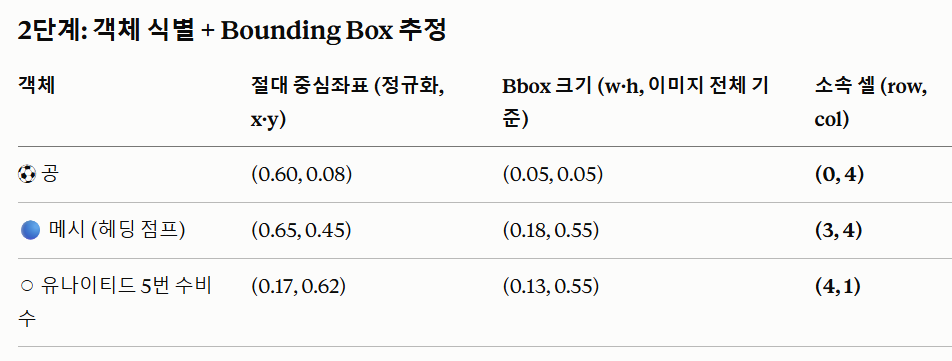 2단계: 객체 식별 + Bounding Box 추정
객체
절대 중심좌표 (정규화,
x·y)
Bbox 크기 (w·h, 이미지 전체 기
준)
소속 셀 (row,
col)
⚽ 공
(0.60, 0.08)
(0.05, 0.05)
(0, 4)
🔵 메시 (헤딩 점프)
(0.65, 0.45)
(0.18, 0.55)
(3, 4)
○ 유나이티드 5번 수비
수
(0.17, 0.62)
(0.13, 0.55)
(4, 1)